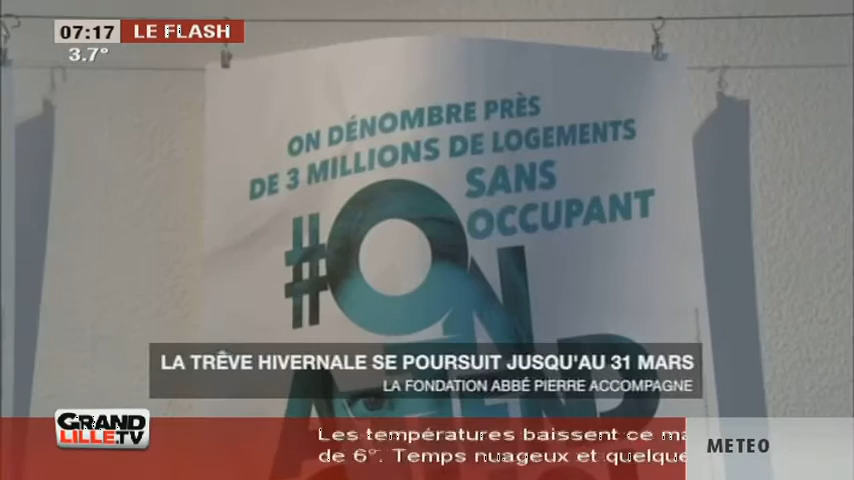 07:17 LE FLASH
3.7°
ON DÉNOMBRE PRÈS
DE 3 MILLIONS DE LOGEMENTS
SANS
OCCUPANT
#ON
LA TRÊVE HIVERNALE SE POURSUIT JUSQU'AU 31 MARS
LA FONDATION ABBÉ PIERRE ACCOMPAGNE
GRAND
LILLE.TV
Les températures baissent ce
de 6°. Temps nuageux et
METEO